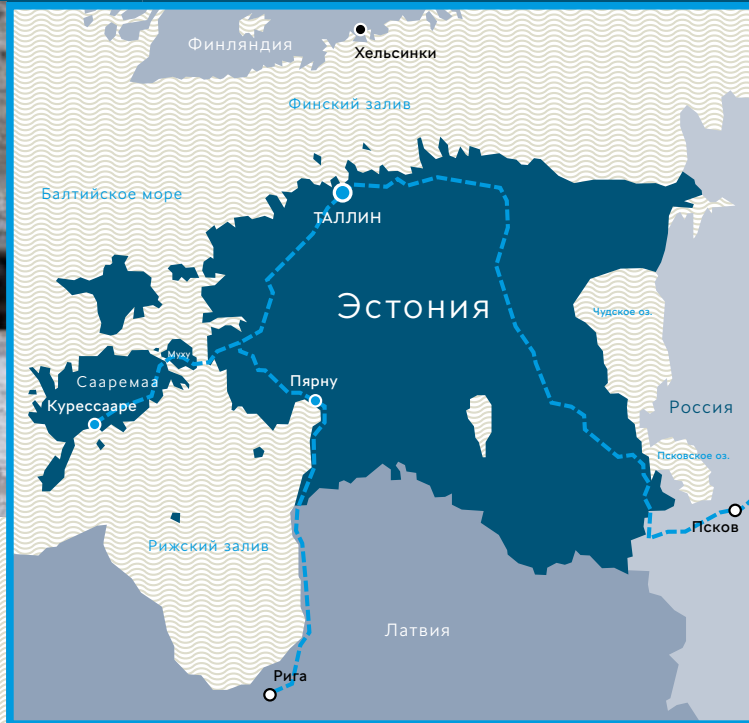 Финляндия
Хельсинки
Финский залив
Балтийское море
ТАЛЛИН
Эстония
Чудское оз.
Муху
Сааремаа
Пярну
Курессааре
Россия
Псковское оз.
Псков
Рижский залив
Латвия
Рига